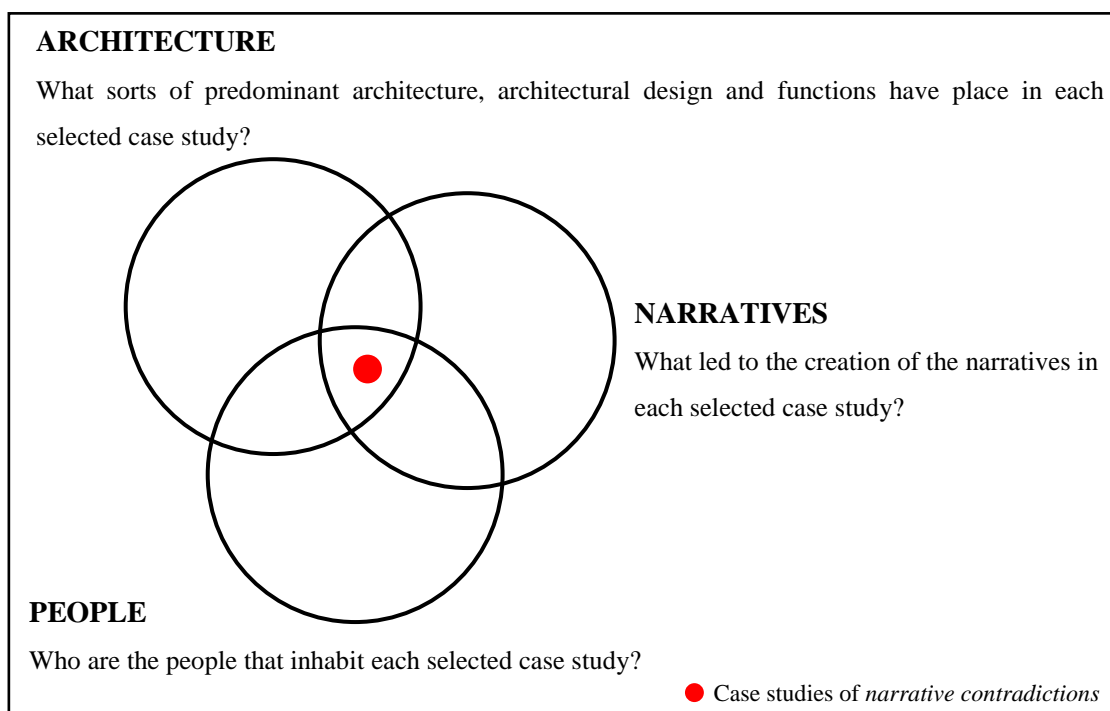 ARCHITECTURE
What sorts of predominant architecture, architectural design and functions have place in each
selected case study?
NARRATIVES
What led to the creation of the narratives in
each selected case study?
PEOPLE
Who are the people that inhabit each selected case study?
Case studies of narrative contradictions